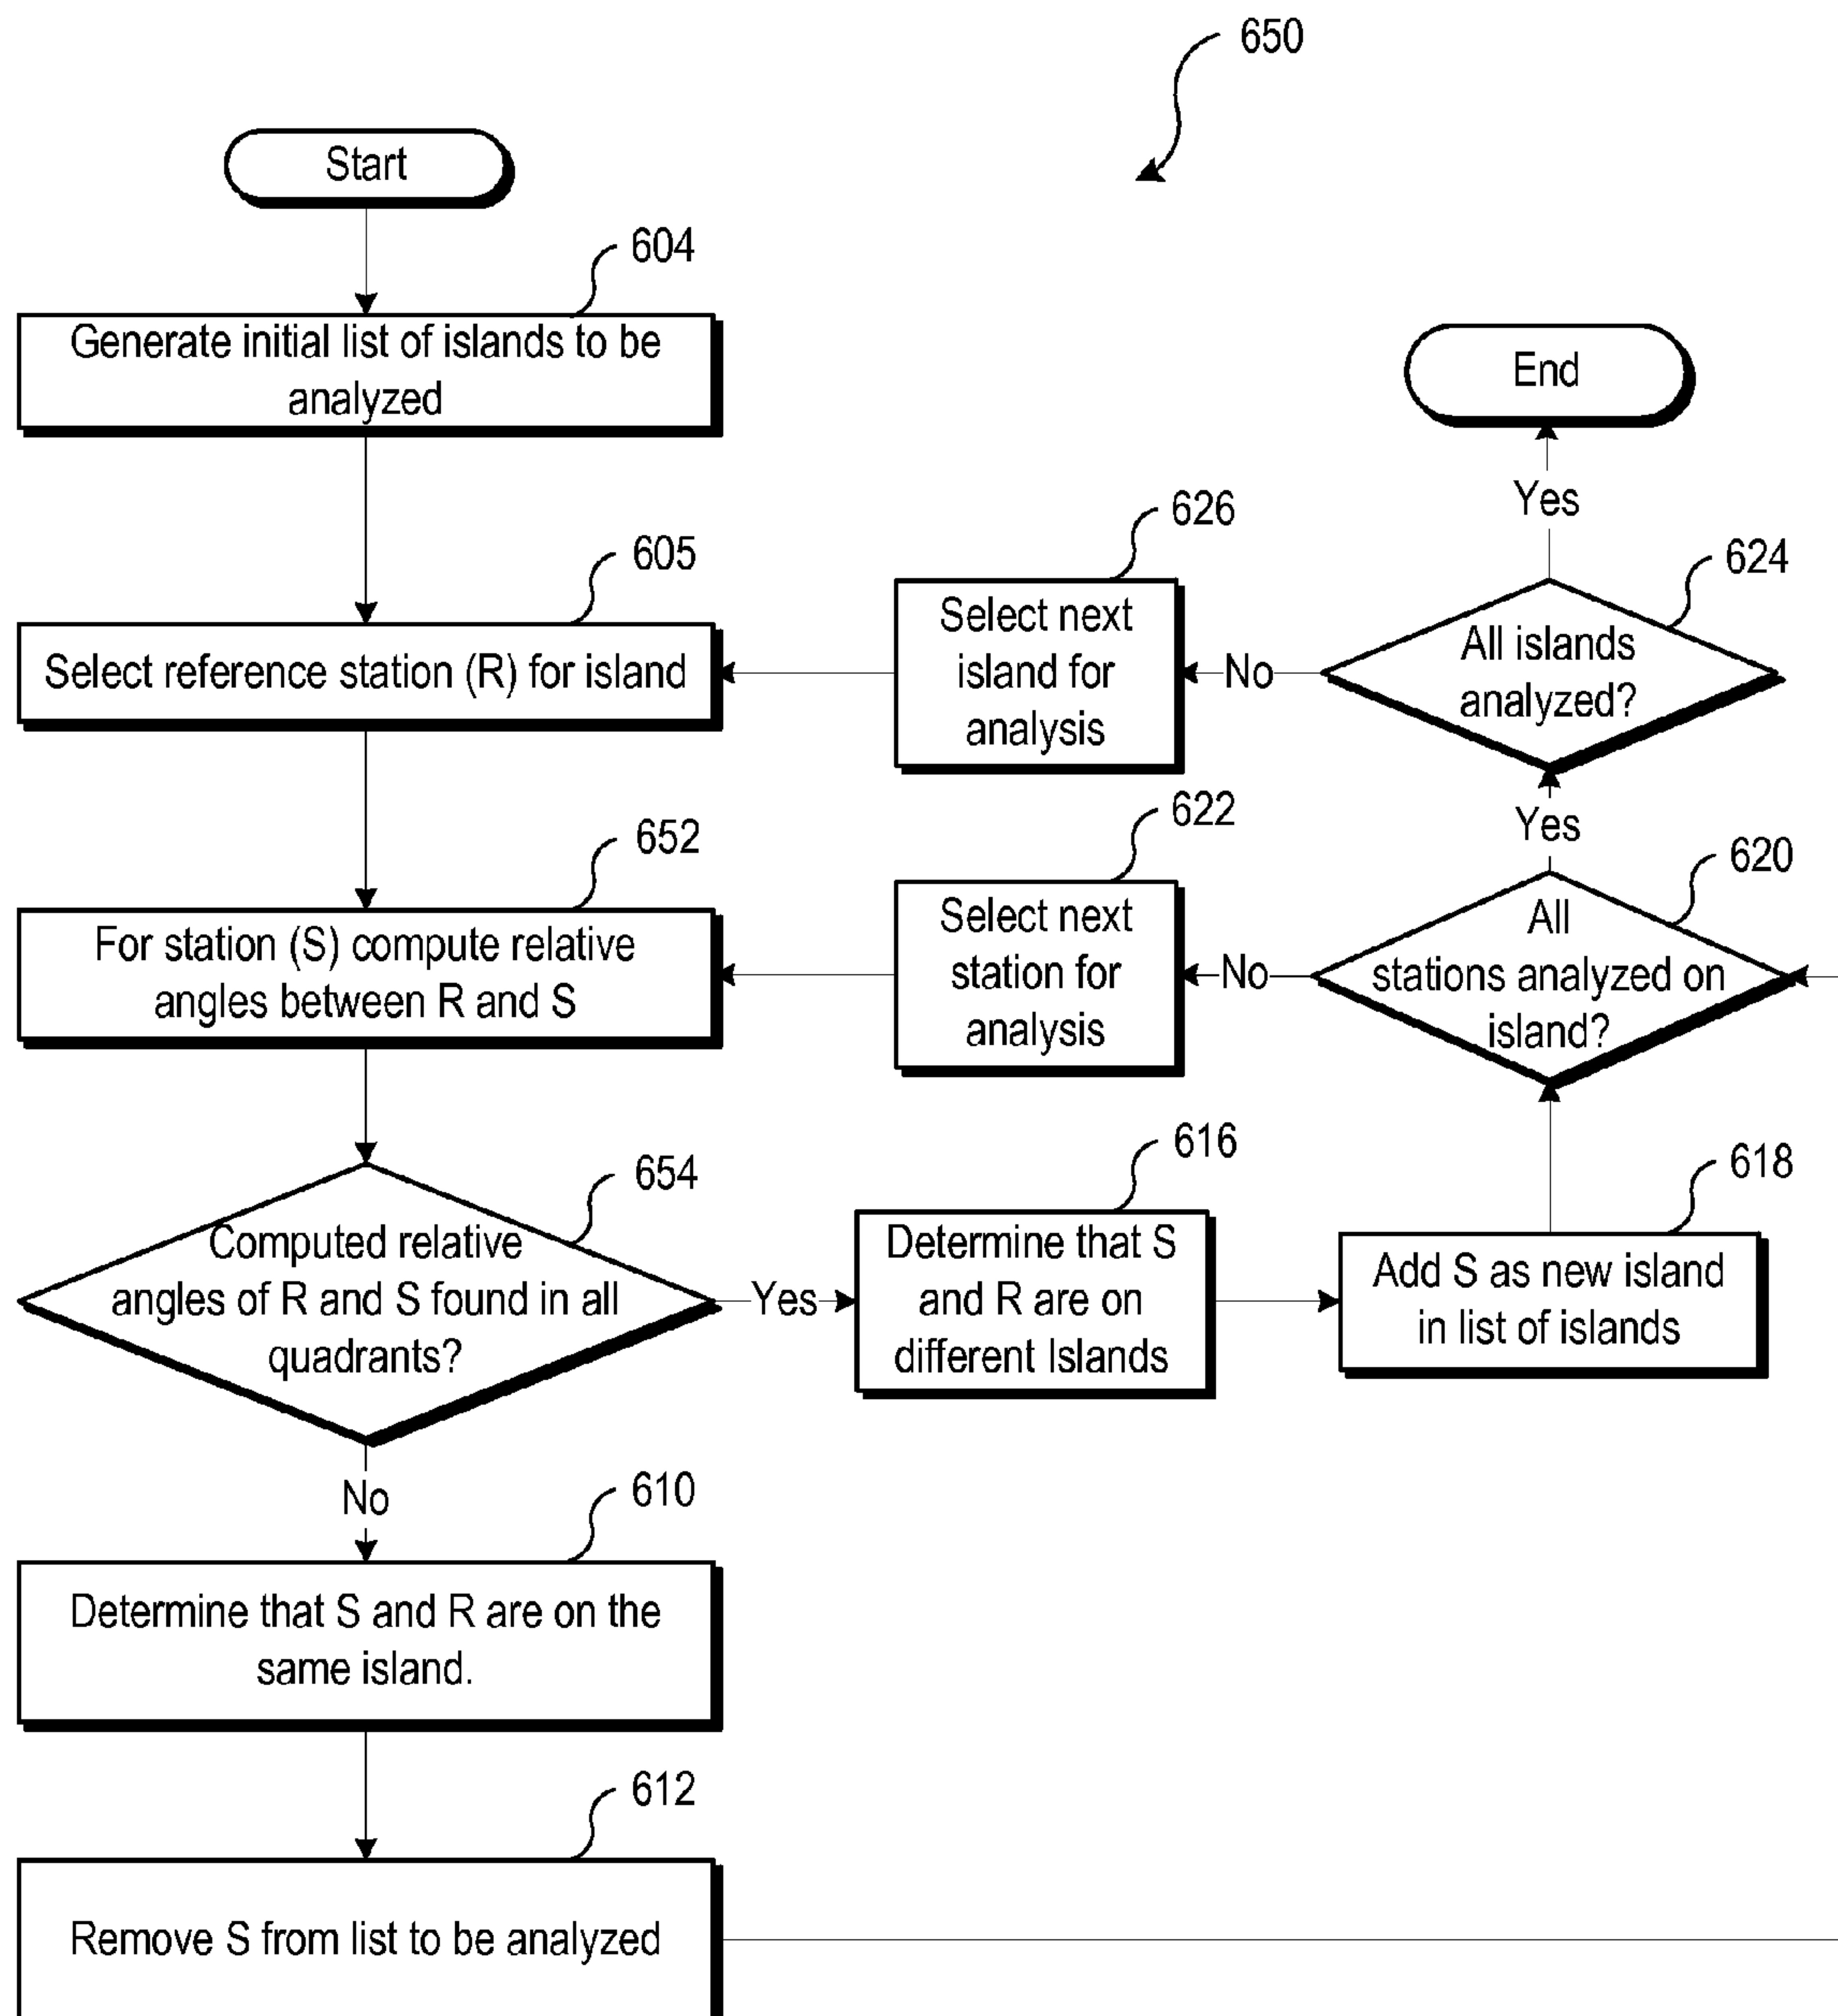 650
Start
604
Generate initial list of islands to be
analyzed
End
Yes
626
624
605
Select next
island for
analysis
No
All islands
analyzed?
Select reference station (R) for island
Yes
622
652
620
Select next
station for
analysis
No
All
stations analyzed on
island?
For station (S) compute relative
angles between R and S
616
618
654
Computed relative
angles of R and S found in all
quadrants?
Yes
Determine that S
and R are on
different Islands
Add S as new island
in list of islands
No
610
Determine that S and R are on the
same island.
612
Remove S from list to be analyzed